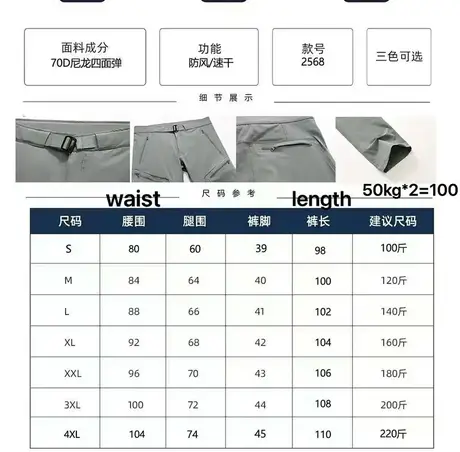 面料成分 功能 款号 三色可选
70D尼龙四面弹 防风/速干 2568
细节展示
waist 尺码参考 length 50kg*2=100
尺码 腰围 腿围 裤脚 裤长 建议尺码
S 80 60 39 98 100斤
M 84 64 40 100 120斤
L 88 66 41 102 140斤
XL 92 68 42 104 160斤
XXL 96 70 43 106 180斤
3XL 100 72 44 108 200斤
4XL 104 74 45 110 220斤